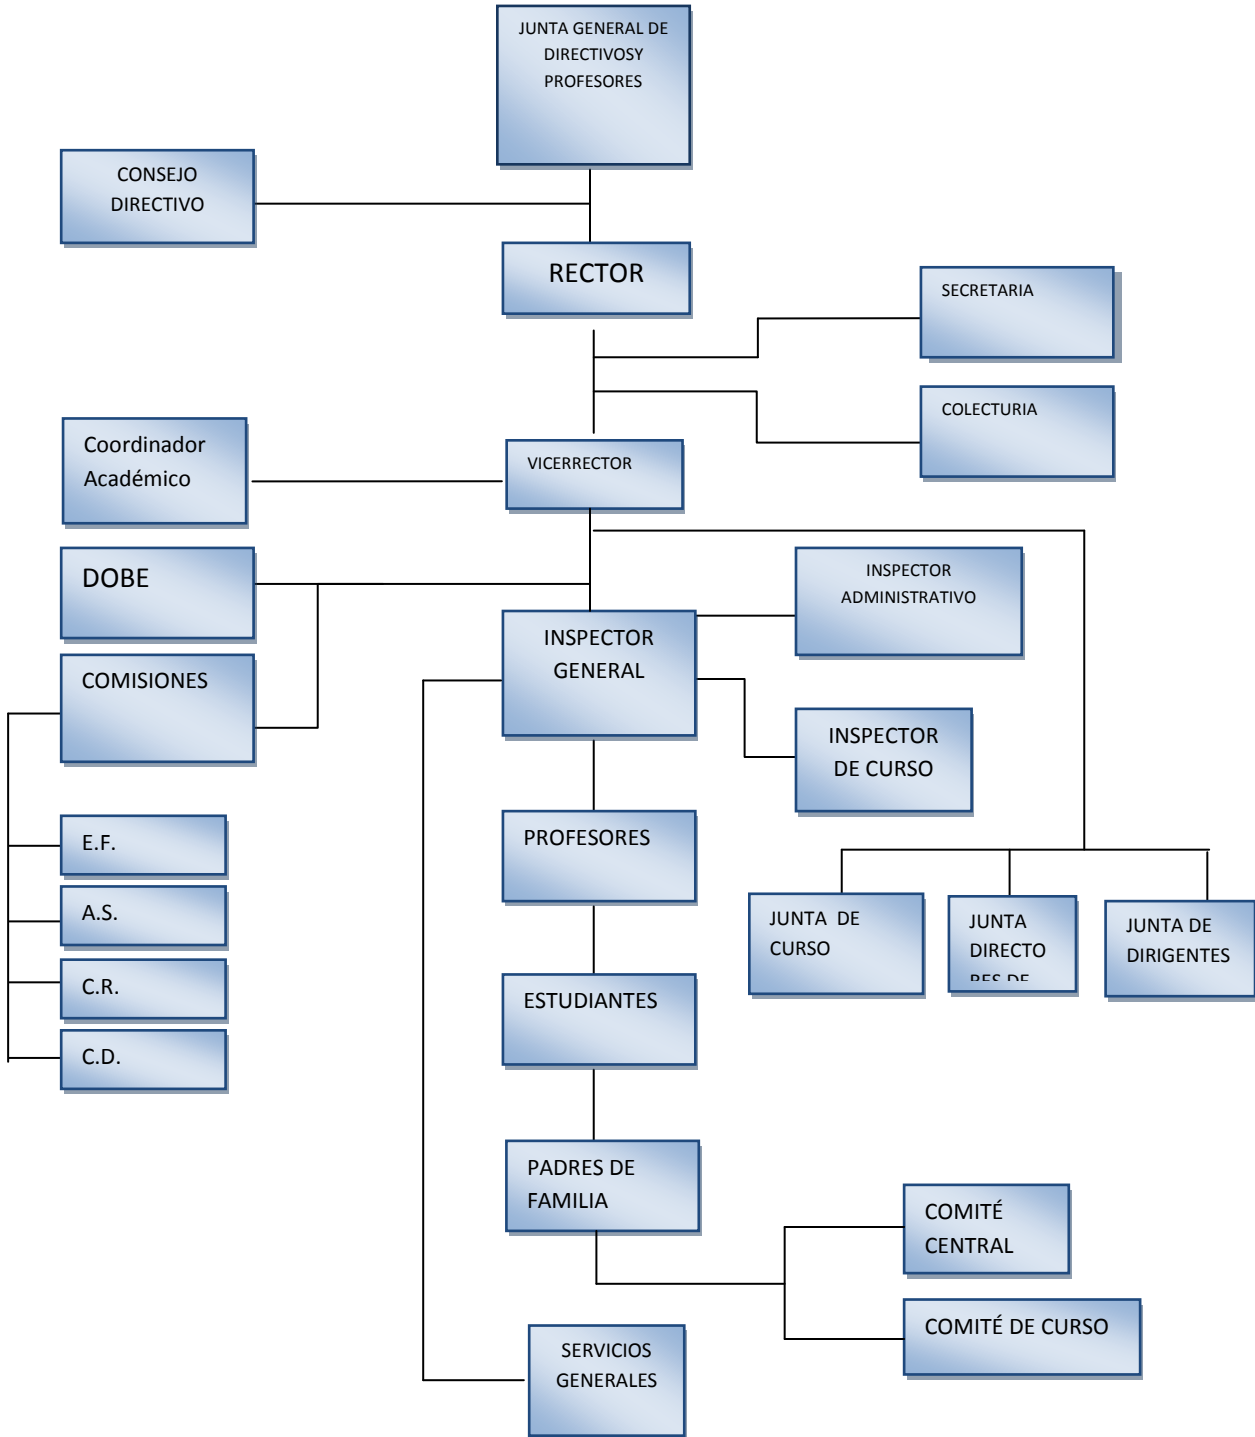 JUNTA GENERAL DE
DIRECTIVOSY
PROFESORES
CONSEJO
DIRECTIVO
RECTOR
SECRETARIA
COLECTURIA
Coordinador
Académico
VICERRECTOR
DOBE
INSPECTOR
ADMINISTRATIVO
INSPECTOR
GENERAL
COMISIONES
INSPECTOR
DE CURSO
PROFESORES
E.F.
A.S.
C.R.
C.D.
JUNTA DE
CURSO
JUNTA
DIRECTO
RES DE
JUNTA DE
DIRIGENTES
ESTUDIANTES
PADRES DE
FAMILIA
COMITÉ
CENTRAL
COMITÉ DE CURSO
SERVICIOS
GENERALES